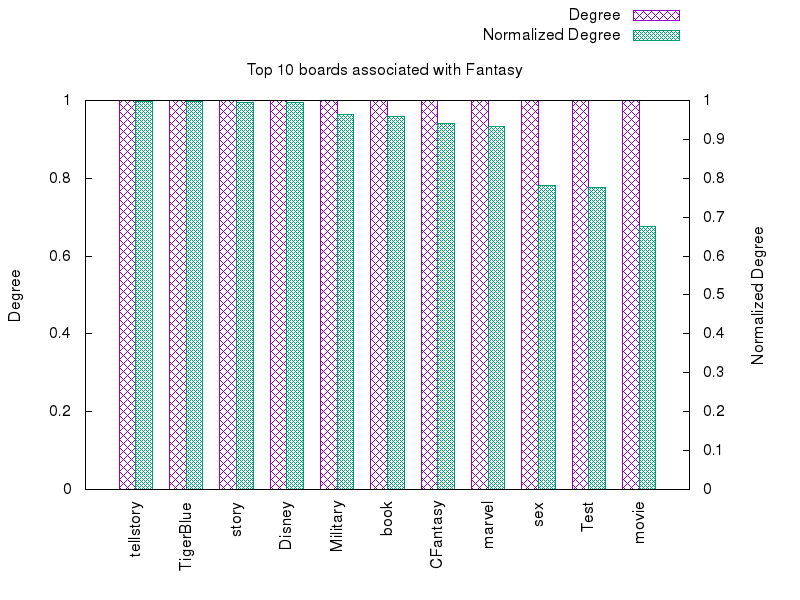 Degree
Normalized Degree
Top 10 boards associated with Fantasy
1
0.8
0.6
0.4
0.2
0
Degree
1
0.9
0.8
0.7
0.6
0.5
0.4
0.3
0.2
0.1
0
Normalized Degree
tellstory
TigerBlue
story
Disney
Military
book
CFantasy
marvel
sex
Test
movie